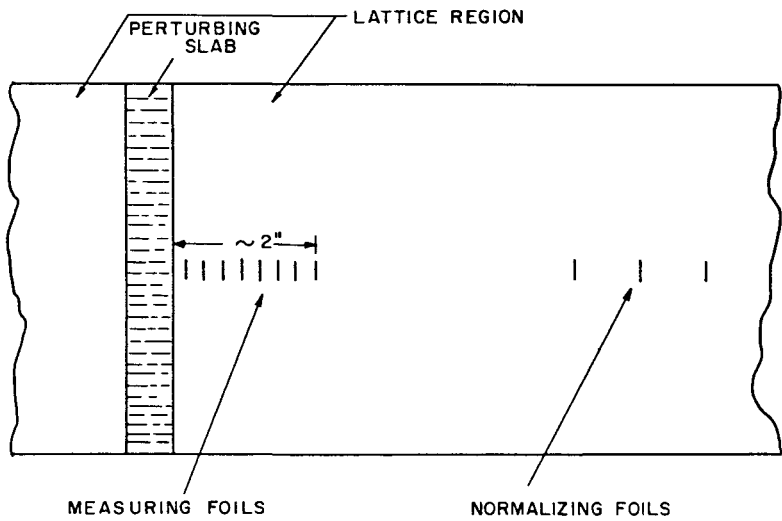 LATTICE REGION
PERTURBING
SLAB
~ 2"
MEASURING FOILS
NORMALIZING FOILS